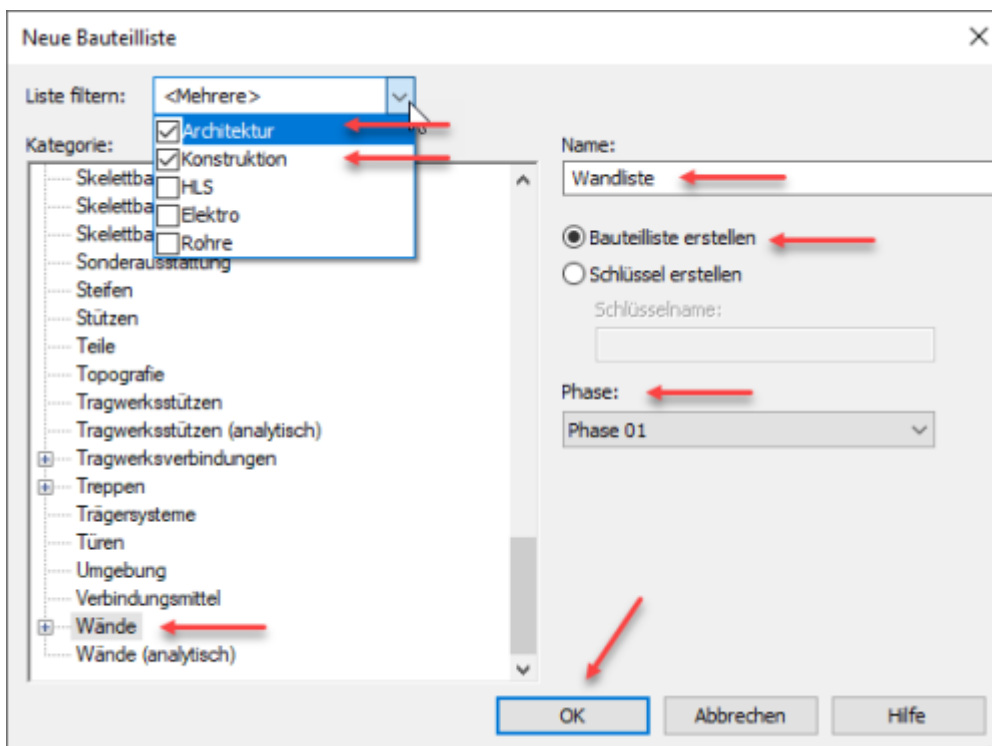 Neue Bauteilliste
Liste filtern:
<Mehrere>
Architektur
Konstruktion
HLS
Elektro
Rohre
Kategorie:
Skelettba
Skelettba
Skelettba
Sonderausstattung
Steifen
Stützen
Teile
Topografie
Tragwerksstützen
Tragwerksstützen (analytisch)
Tragwerksverbindungen
Treppen
Trägersysteme
Türen
Umgebung
Verbindungsmittel
Wände
Wände (analytisch)
Name:
Wandliste
Bauteilliste erstellen
Schlüssel erstellen
Schlüsselname:
Phase:
Phase 01
OK Abbrechen Hilfe